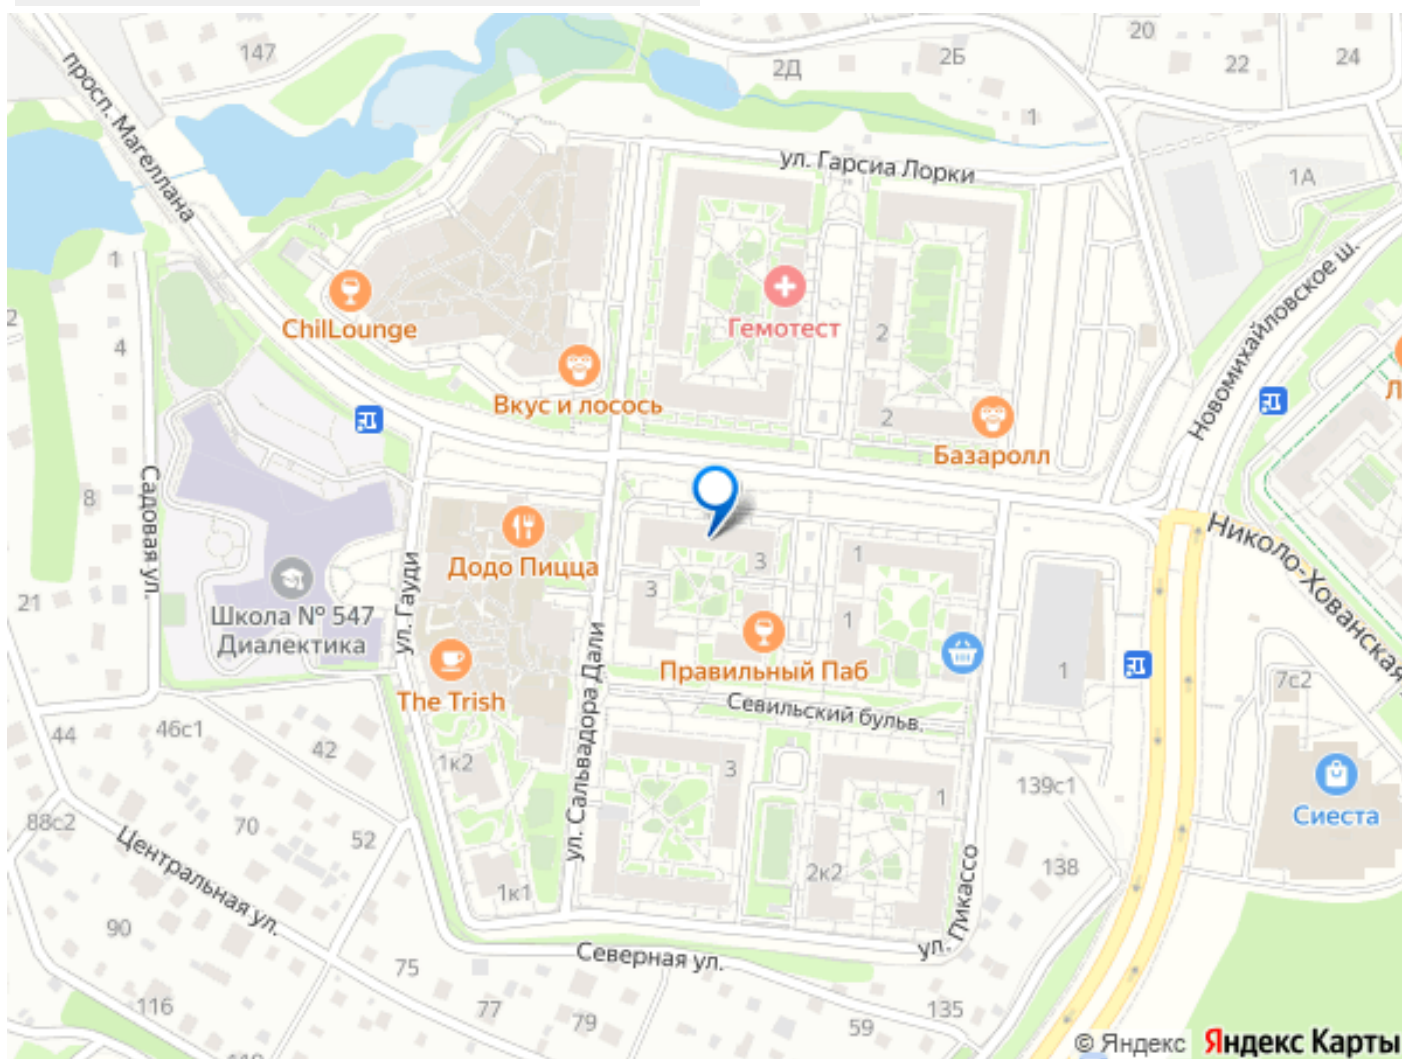 147
2Д
2Б
20
22
24
1
просп. Магеллана
ул. Гарсиа Лорки
1А
Новомихайловское ш.
1
2
4
ChilLounge
Гемотест
2
Вкус и лосось
2
Базаролл
Л
8
Садовая ул.
Николо-Хованская
Додо Пицца
3
1
21
Школа № 547
Диалектика
ул. Гауди
3
1
ул. Сальвадора Дали
Правильный Паб
1
The Trish
Севильский бульв.
7с2
44
46с1
42
1к2
3
1
139с1
Сиеста
88с2
70
52
Центральная ул.
1к1
2к2
138
ул. Пикассо
90
Северная ул.
75
116
77
79
59
135
© Яндекс Яндекс Карты